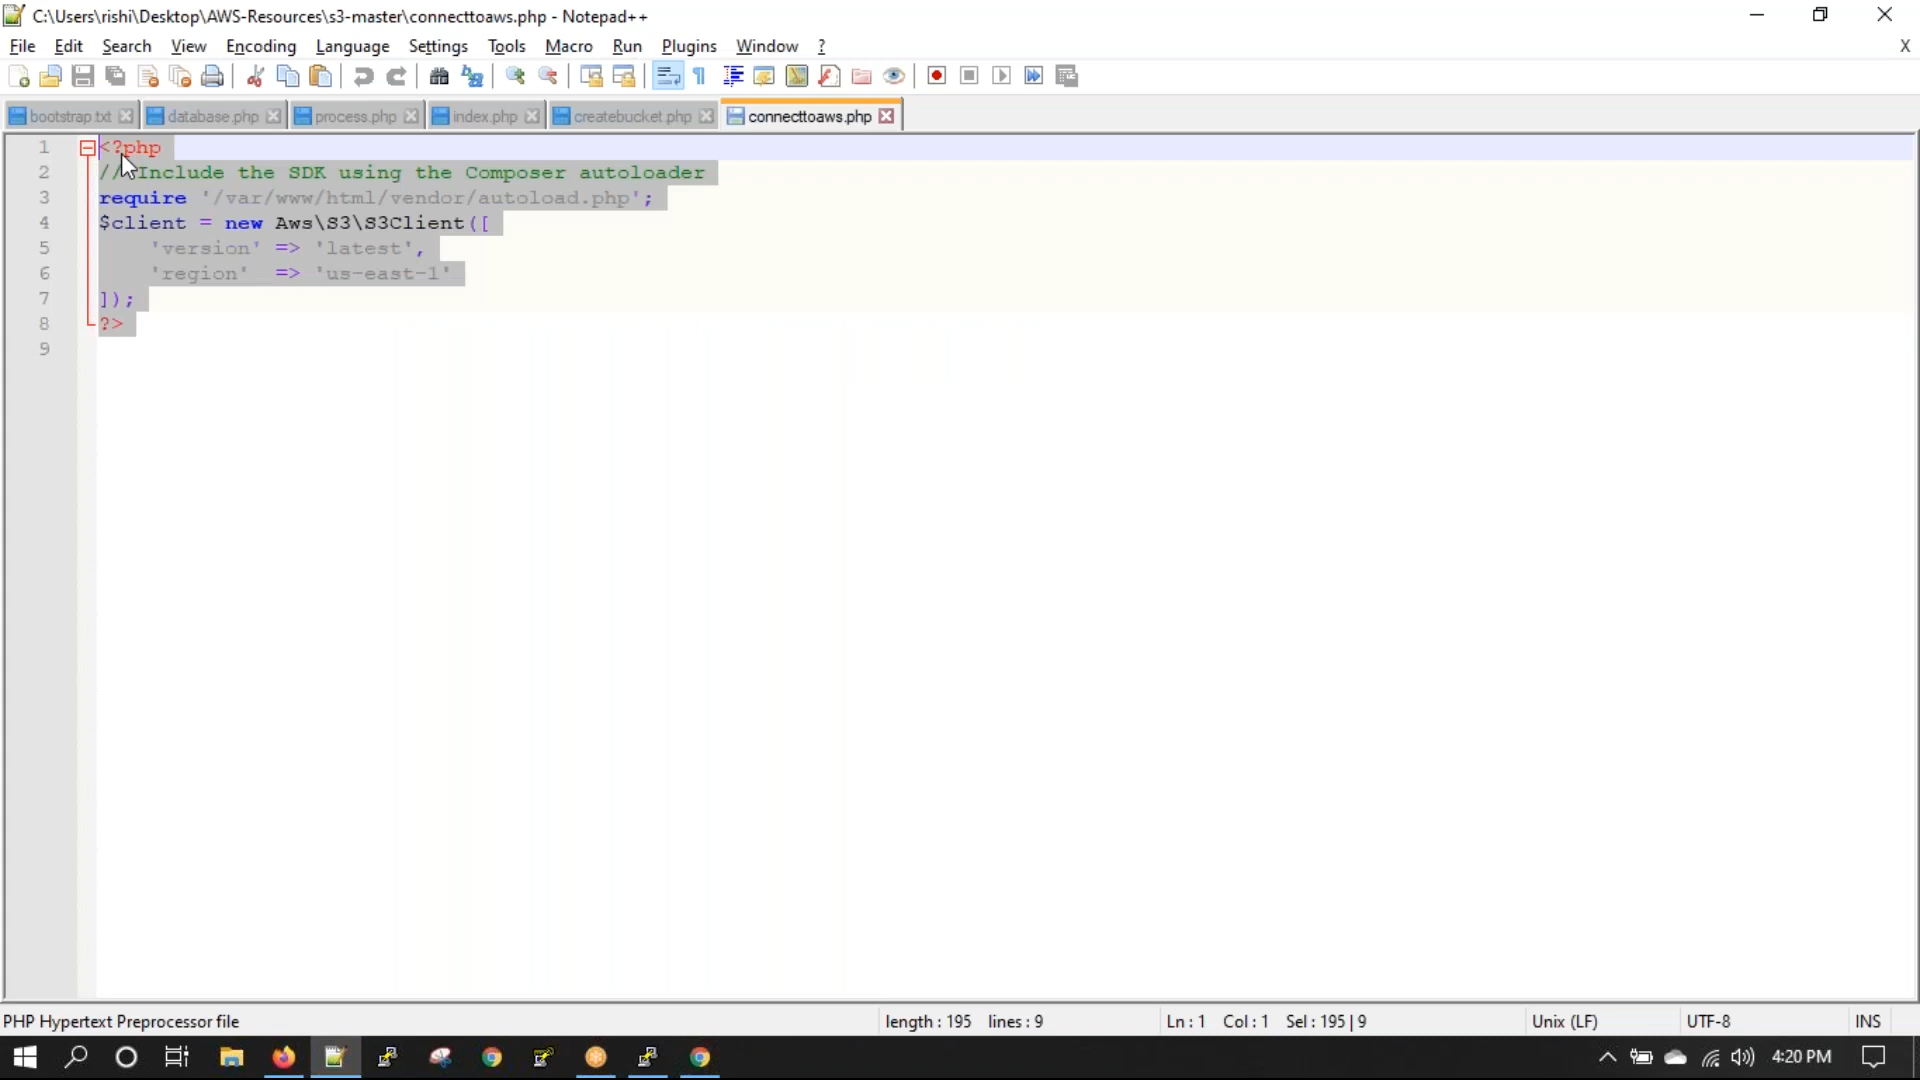 C:\Users\rishi\Desktop\AWS-Resources\s3-master\connecttoaws.php - Notepad++
File Edit Search View Encoding Language Settings Tools Macro Run Plugins Window ? X
bootstrap.txt database.php process.php index.php createbucket.php connecttoaws.php
1 <?php
2 // Include the SDK using the Composer autoloader
3 require '/var/www/html/vendor/autoload.php';
4 $client = new Aws\S3\S3Client([
5 'version' => 'latest',
6 'region' => 'us-east-1'
7 ]);
8 ?>
9
PHP Hypertext Preprocessor file length : 195 lines : 9 Ln : 1 Col : 1 Sel : 195 | 9 Unix (LF) UTF-8 INS
4:20 PM